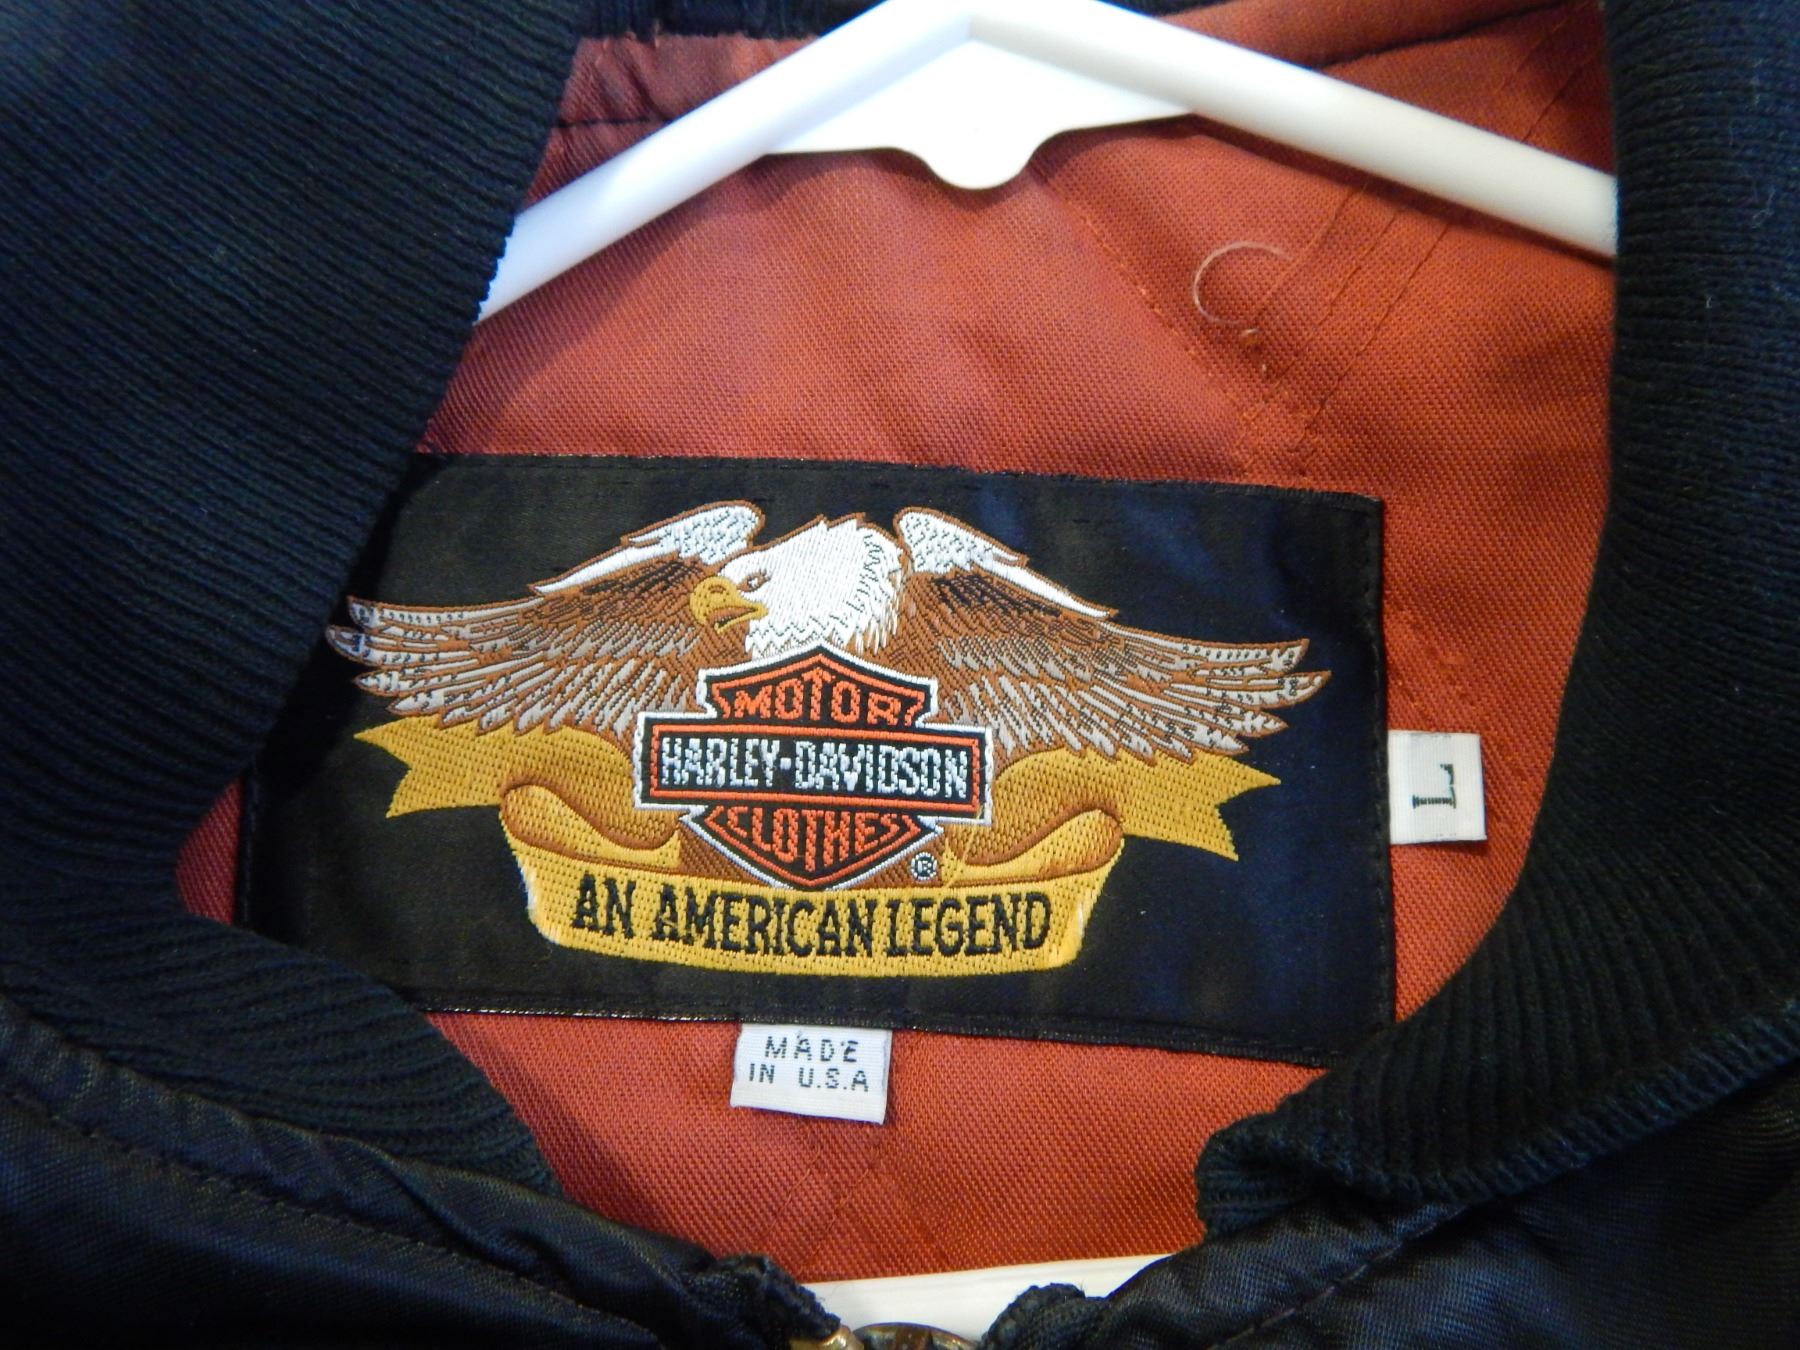 MOTOR
HARLEY-DAVIDSON
CLOTHES
®
AN AMERICAN LEGEND
L
MADE
IN U.S.A